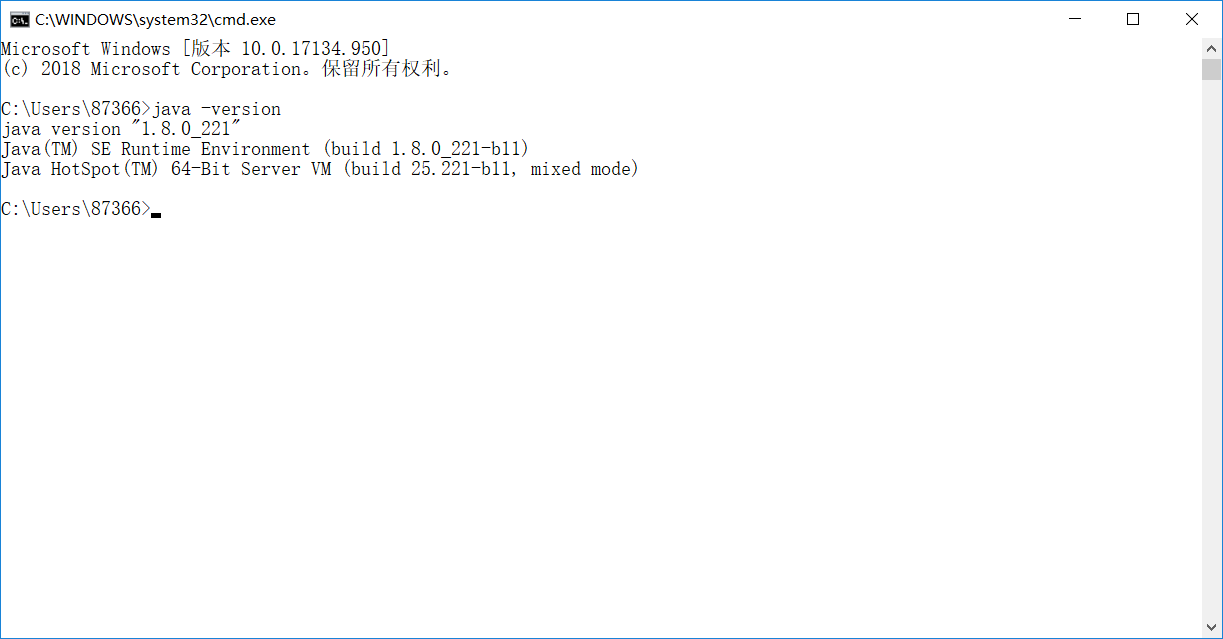 C:\WINDOWS\system32\cmd.exe
Microsoft Windows [版本 10.0.17134.950]
(c) 2018 Microsoft Corporation。保留所有权利。
C:\Users\87366>java -version
java version "1.8.0_221"
Java(TM) SE Runtime Environment (build 1.8.0_221-b11)
Java HotSpot(TM) 64-Bit Server VM (build 25.221-b11, mixed mode)
C:\Users\87366>